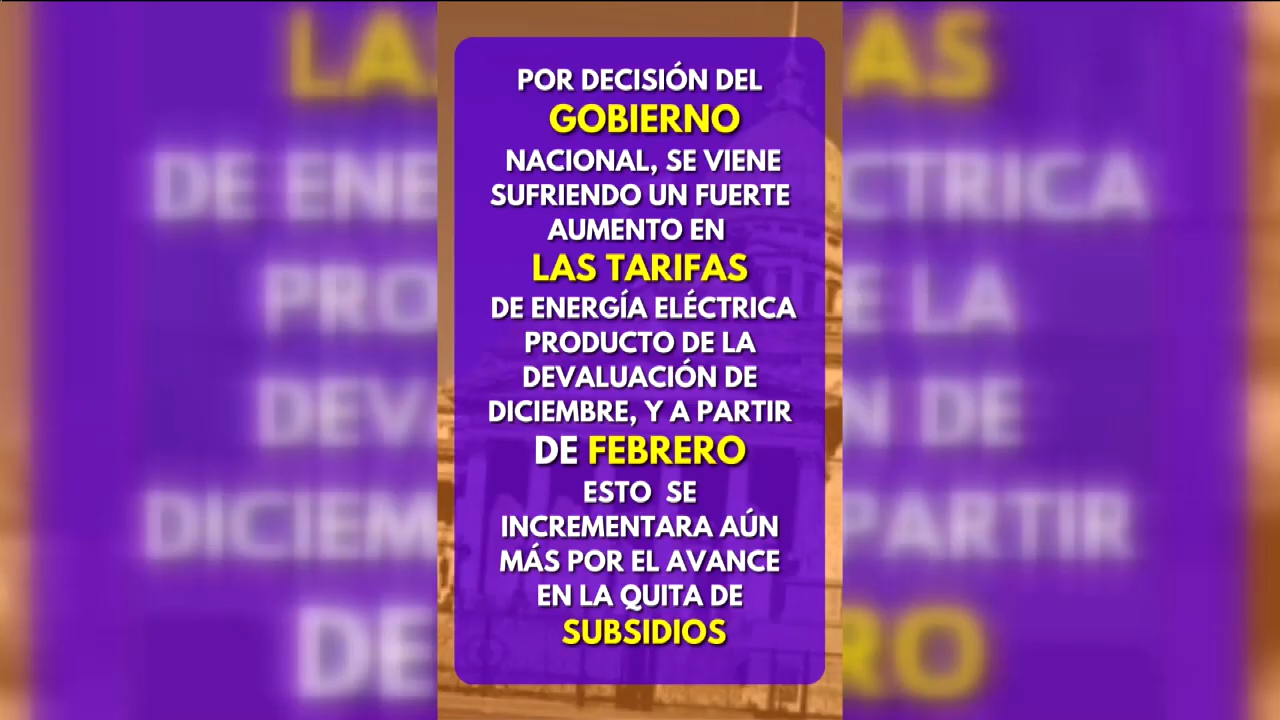 POR DECISIÓN DEL
GOBIERNO
NACIONAL, SE VIENE
SUFRIENDO UN FUERTE
AUMENTO EN
LAS TARIFAS
DE ENERGÍA ELÉCTRICA
PRODUCTO DE LA
DEVALUACIÓN DE
DICIEMBRE, Y A PARTIR
DE FEBRERO
ESTO SE
INCREMENTARA AÚN
MÁS POR EL AVANCE
EN LA QUITA DE
SUBSIDIOS